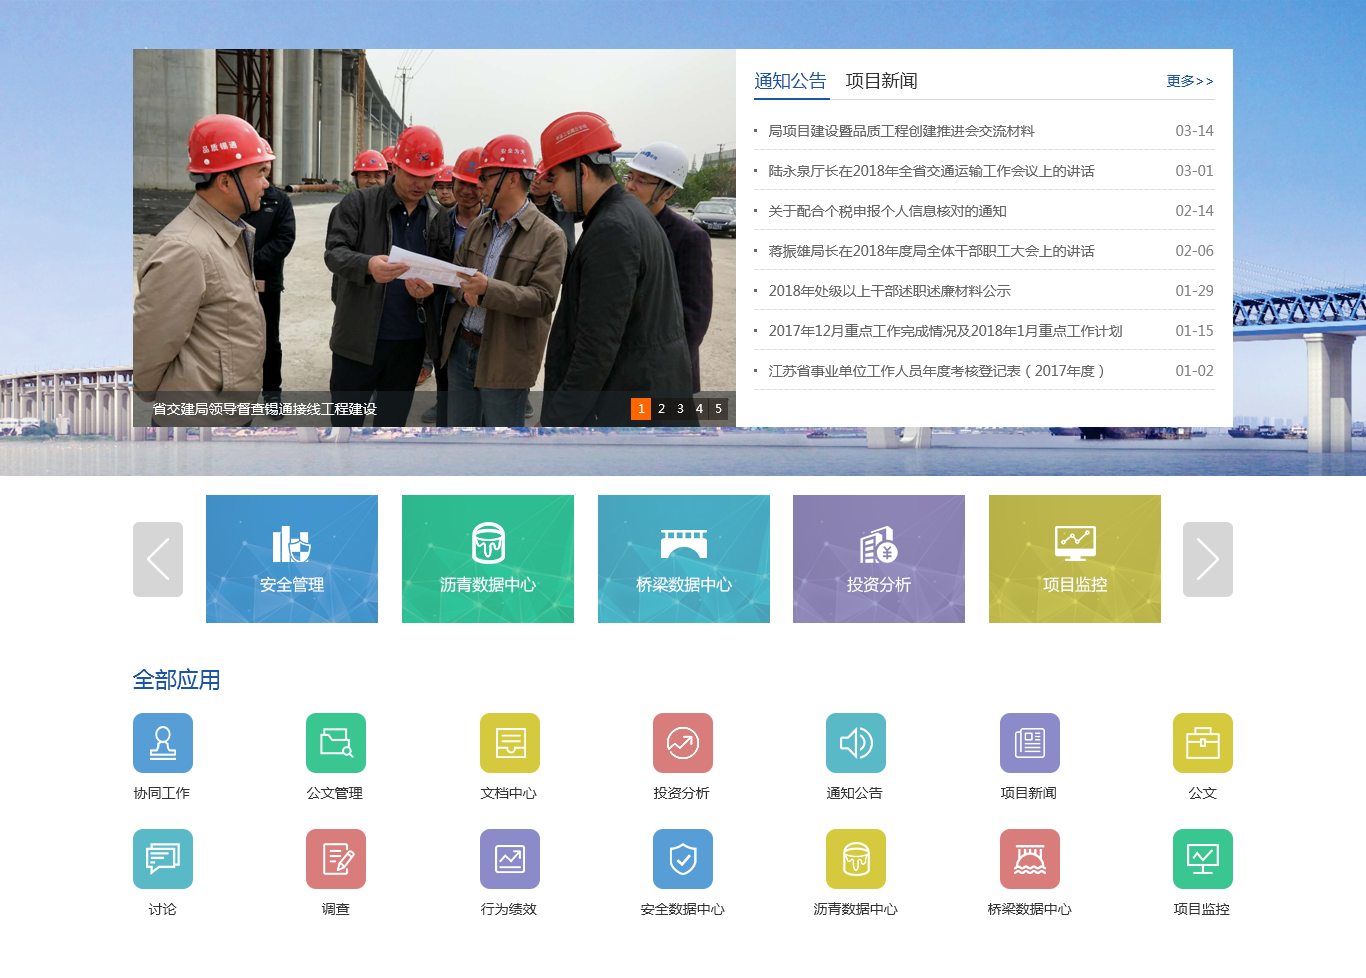 品质锡通
安全为天
通知公告 项目新闻 更多>>
局项目建设暨品质工程创建推进会交流材料 03-14
陆永泉厅长在2018年全省交通运输工作会议上的讲话 03-01
关于配合个税申报个人信息核对的通知 02-14
蒋振雄局长在2018年度局全体干部职工大会上的讲话 02-06
2018年处级以上干部述职述廉材料公示 01-29
2017年12月重点工作完成情况及2018年1月重点工作计划 01-15
江苏省事业单位工作人员年度考核登记表（2017年度） 01-02
省交建局领导督查锡通接线工程建设 1 2 3 4 5
安全管理 沥青数据中心 桥梁数据中心 投资分析 项目监控
全部应用
协同工作 公文管理 文档中心 投资分析 通知公告 项目新闻 公文
讨论 调查 行为绩效 安全数据中心 沥青数据中心 桥梁数据中心 项目监控